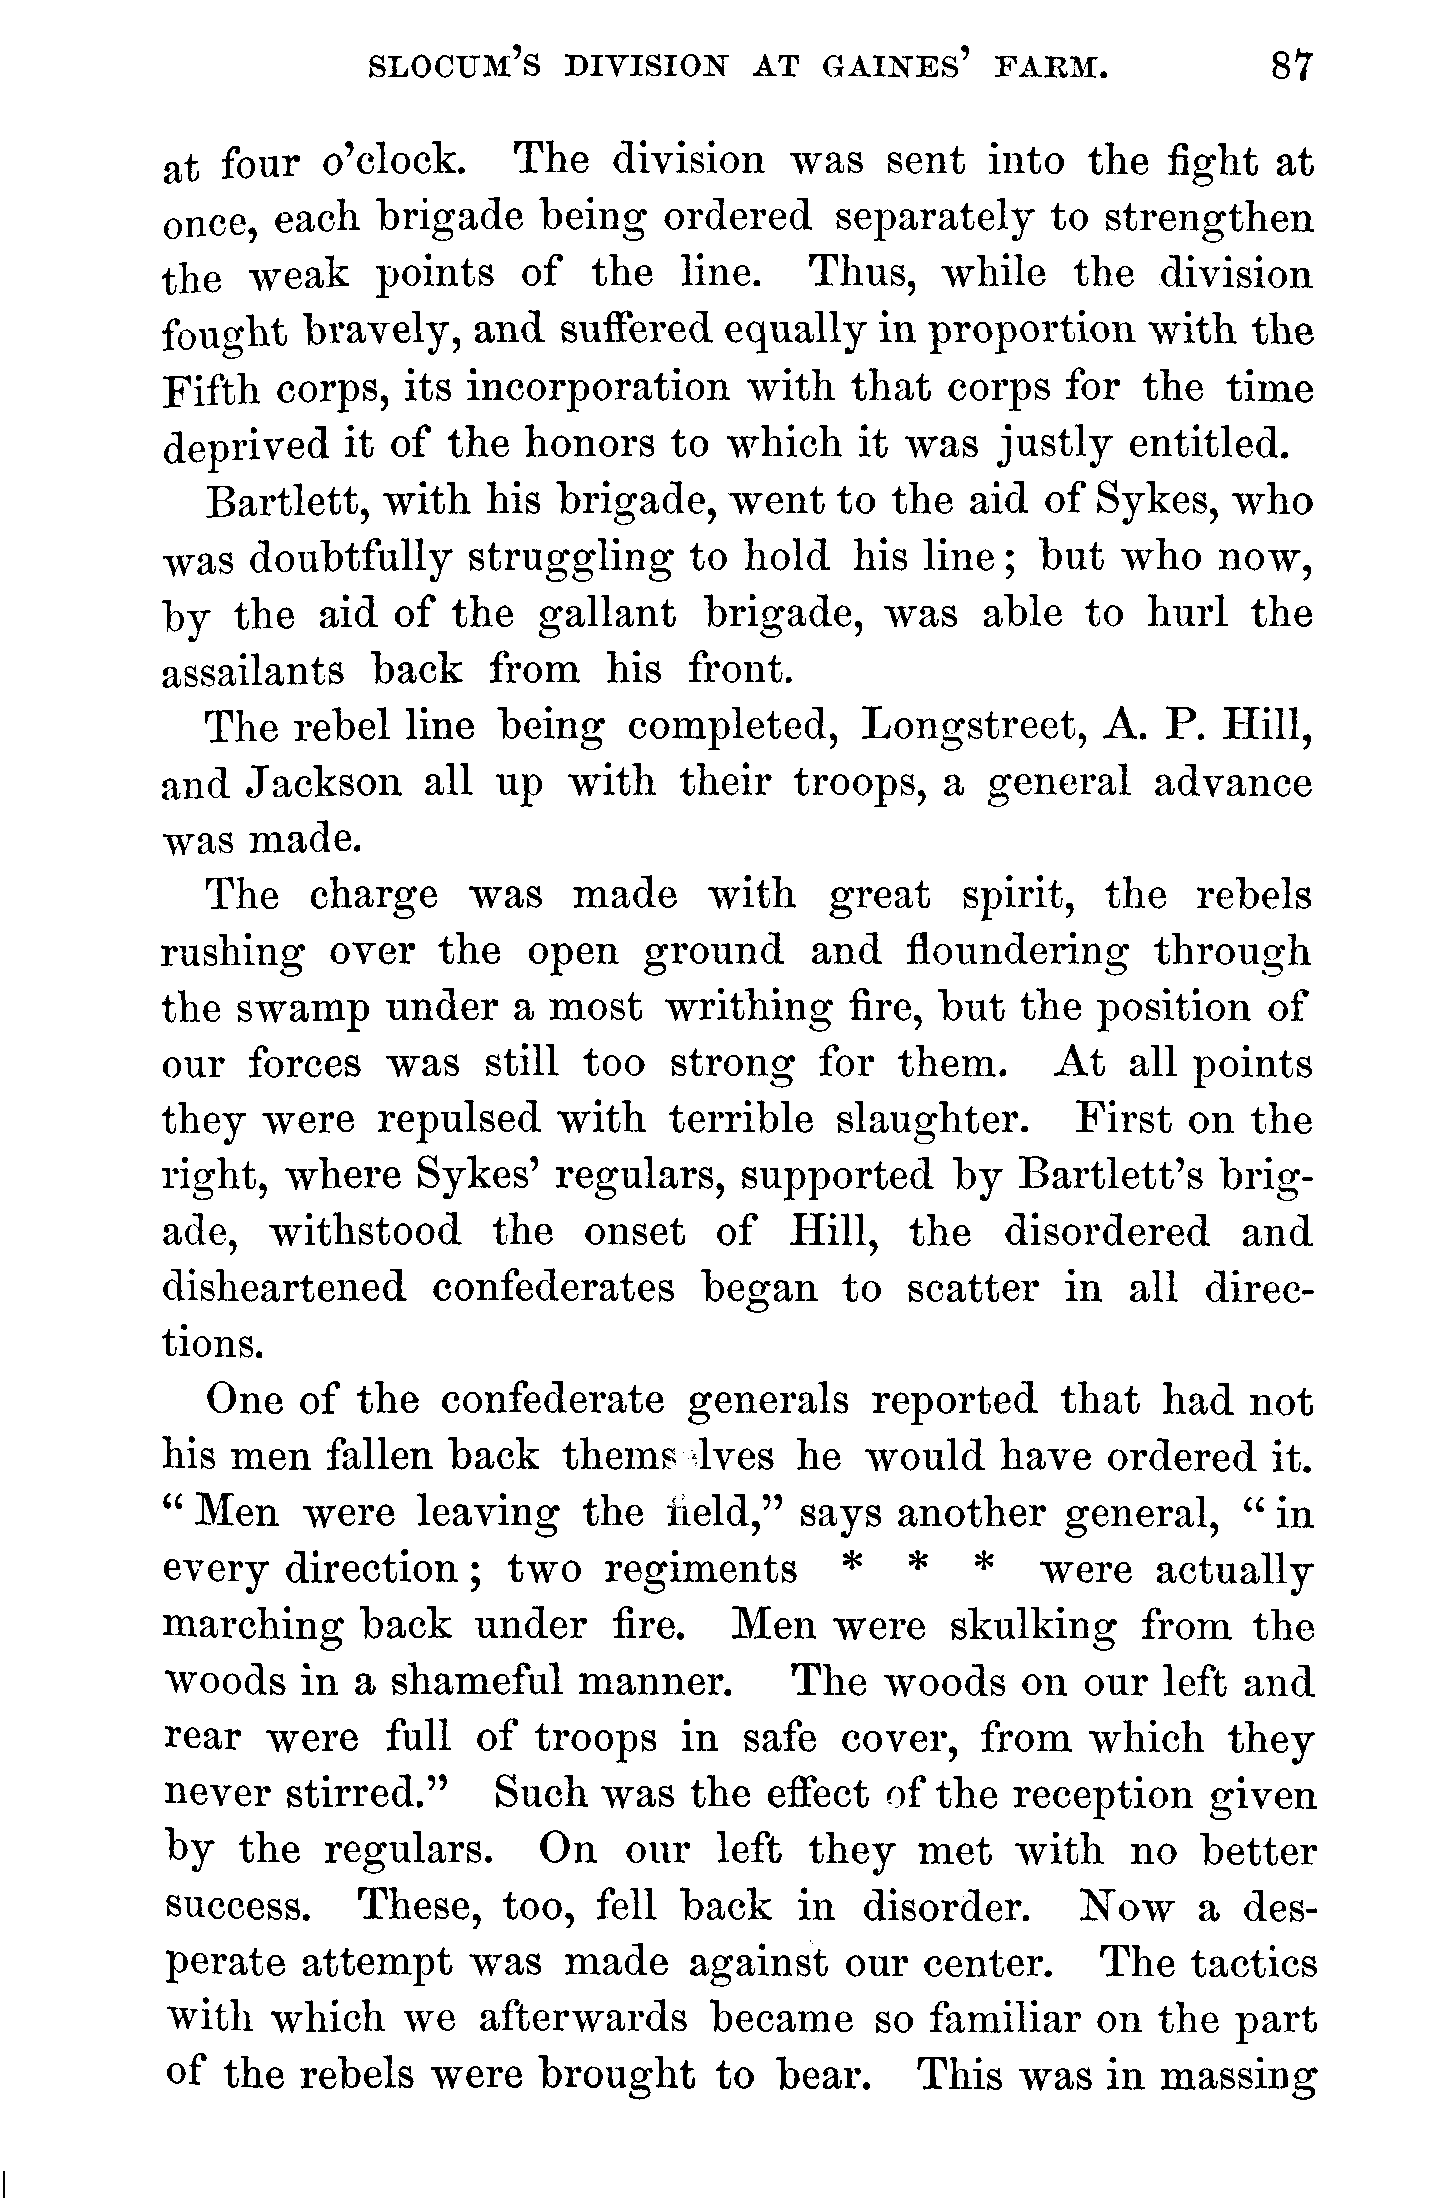 SLOCUM'S DIVISION AT GAINES' FARM. 87
at four o'clock. The division was sent into the fight at
once, each brigade being ordered separately to strengthen
the weak points of the line. Thus, while the division
fought bravely, and suffered equally in proportion with the
Fifth corps, its incorporation with that corps for the time
deprived it of the honors to which it was justly entitled.
Bartlett, with his brigade, went to the aid of Sykes, who
was doubtfully struggling to hold his line; but who now,
by the aid of the gallant brigade, was able to hurl the
assailants back from his front.
The rebel line being completed, Longstreet, A. P. Hill,
and Jackson all up with their troops, a general advance
was made.
The charge was made with great spirit, the rebels
rushing over the open ground and floundering through
the swamp under a most writhing fire, but the position of
our forces was still too strong for them. At all points
they were repulsed with terrible slaughter. First on the
right, where Sykes' regulars, supported by Bartlett's brig-
ade, withstood the onset of Hill, the disordered and
disheartened confederates began to scatter in all direc-
tions.
One of the confederate generals reported that had not
his men fallen back themselves he would have ordered it.
"Men were leaving the field," says another general, "in
every direction; two regiments * * * were actually
marching back under fire. Men were skulking from the
woods in a shameful manner. The woods on our left and
rear were full of troops in safe cover, from which they
never stirred." Such was the effect of the reception given
by the regulars. On our left they met with no better
success. These, too, fell back in disorder. Now a des-
perate attempt was made against our center. The tactics
with which we afterwards became so familiar on the part
of the rebels were brought to bear. This was in massing